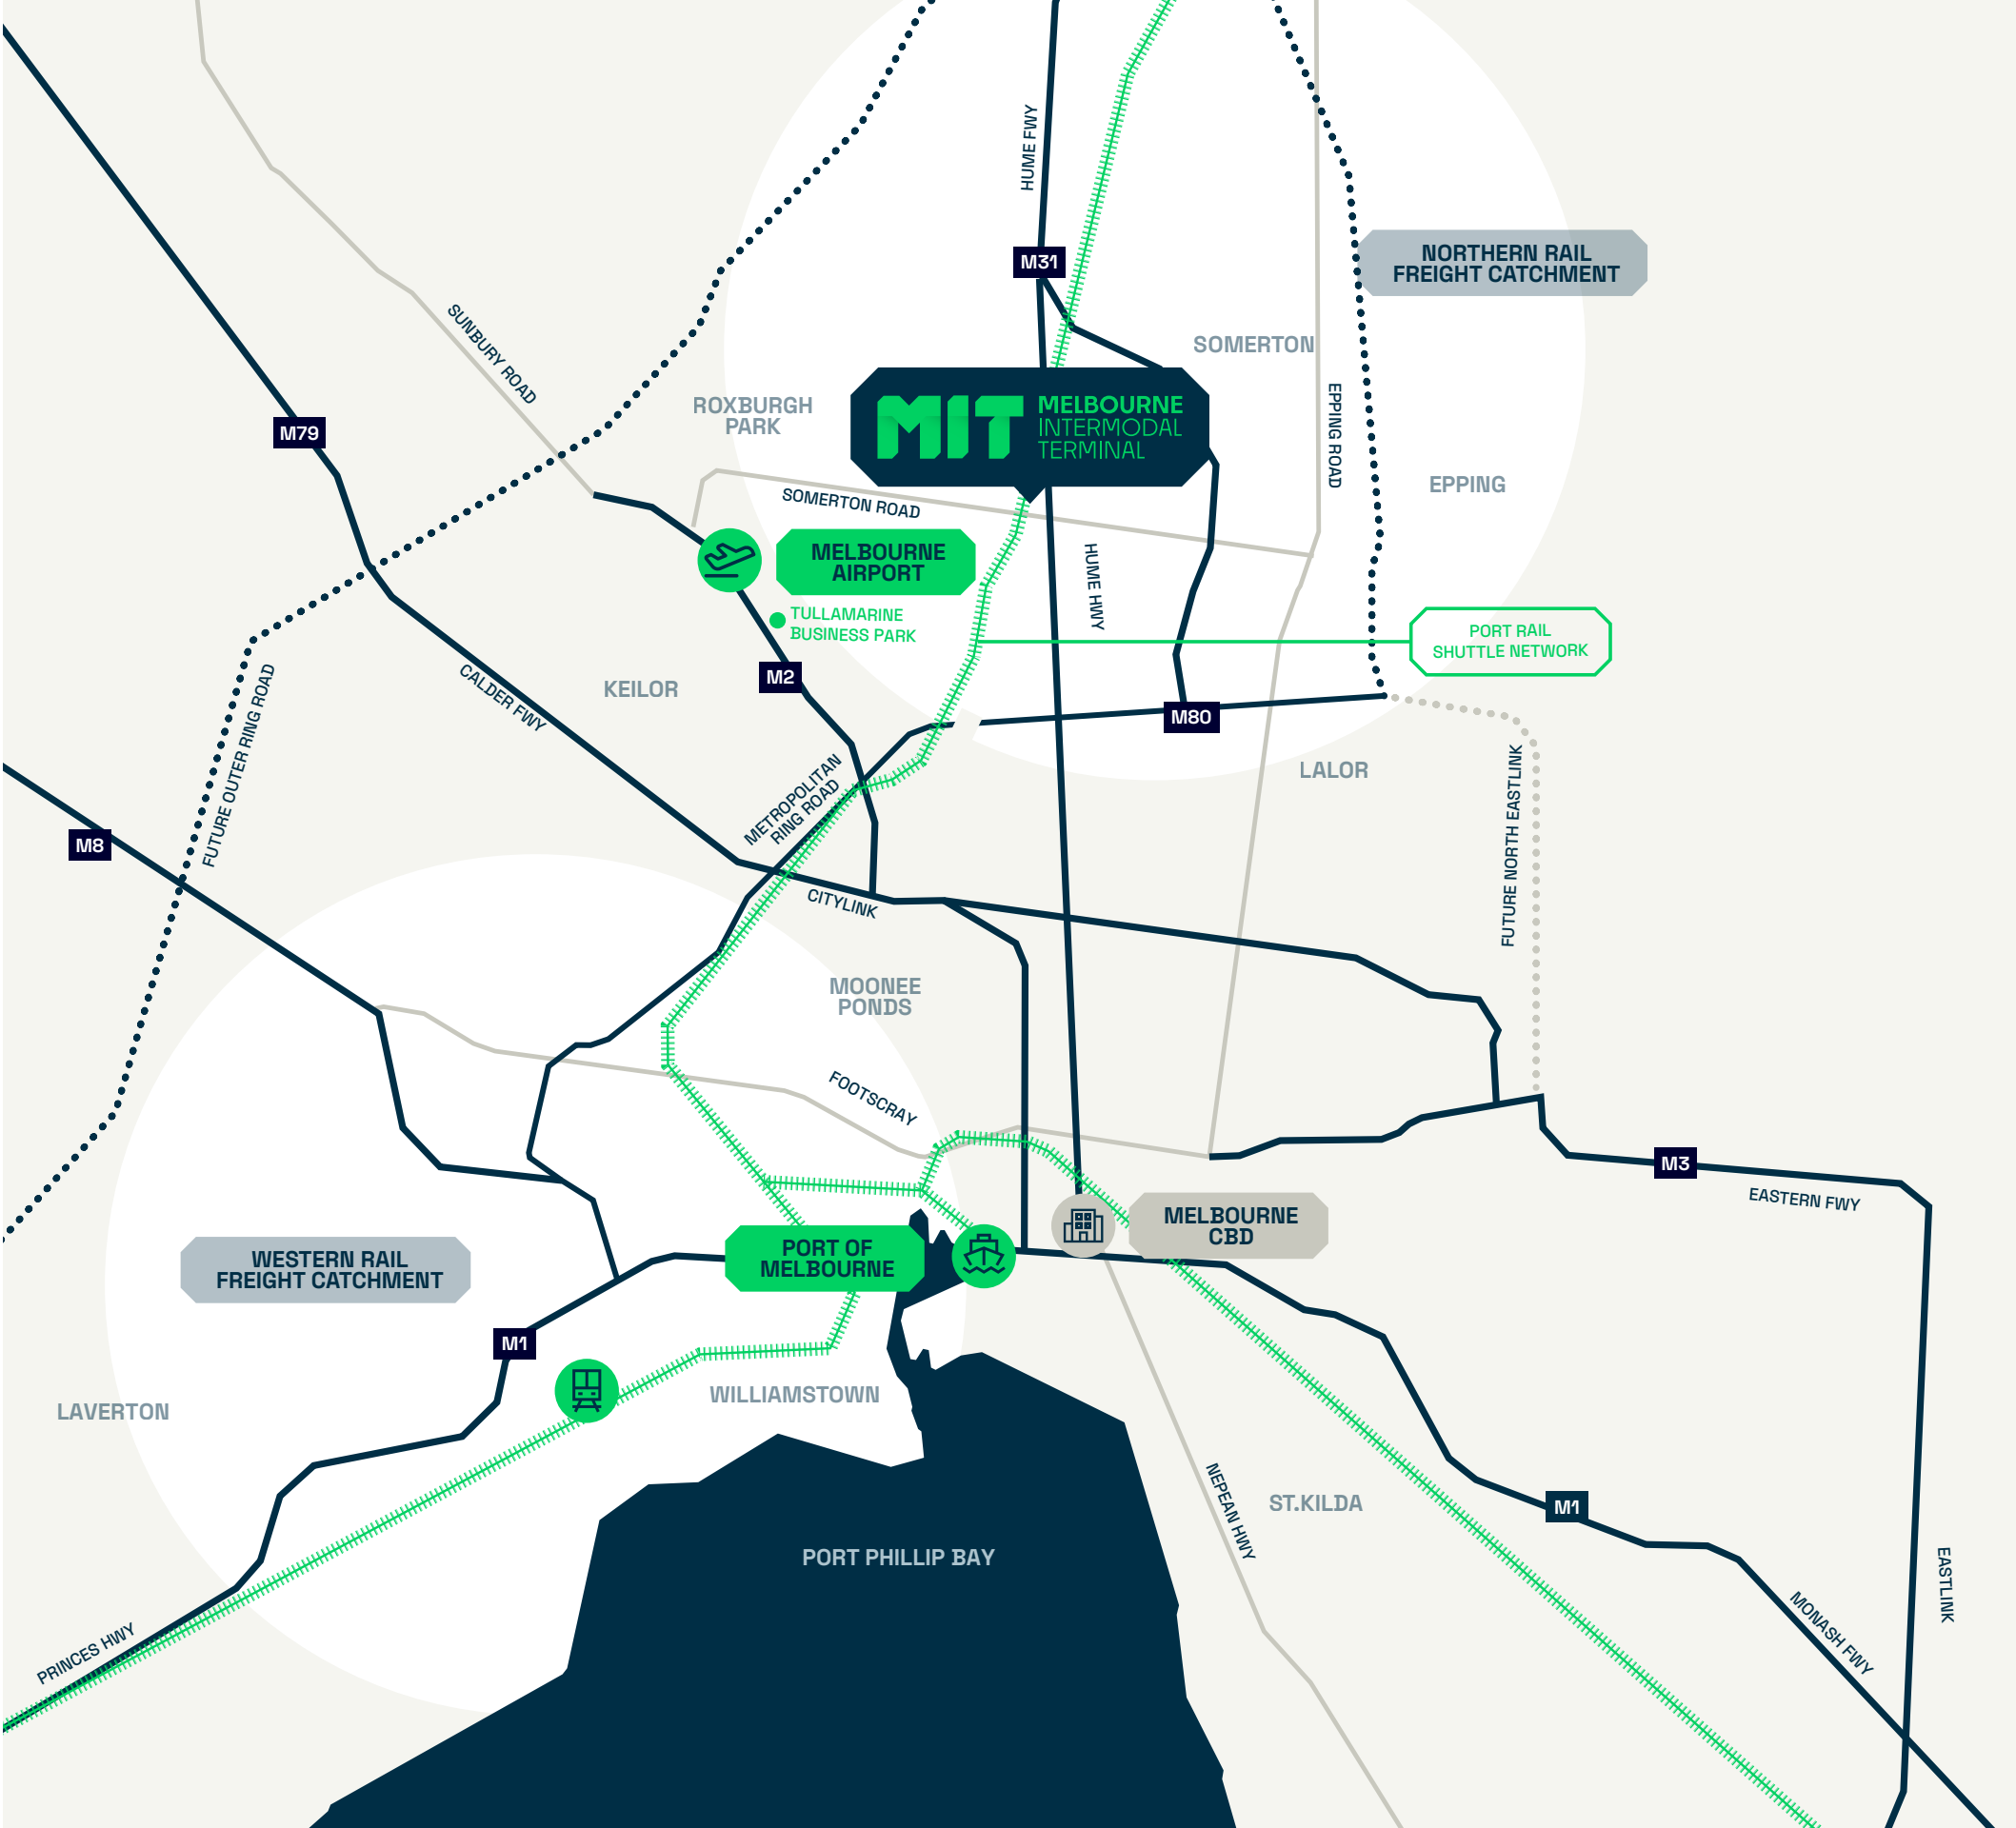 HUME FWY
M31
NORTHERN RAIL
FREIGHT CATCHMENT
SUNBURY ROAD
SOMERTON
M79
ROXBURGH
PARK
MIT
MELBOURNE
INTERMODAL
TERMINAL
EPPING ROAD
EPPING
SOMERTON ROAD
MELBOURNE
AIRPORT
HUME HWY
TULLAMARINE
BUSINESS PARK
PORT RAIL
SHUTTLE NETWORK
M2
KEILOR
CALDER FWY
FUTURE OUTER RING ROAD
M80
METROPOLITAN
RING ROAD
LALOR
FUTURE NORTH EASTLINK
M8
CITYLINK
MOONEE
PONDS
FOOTSCRAY
M3
EASTERN FWY
MELBOURNE
CBD
WESTERN RAIL
FREIGHT CATCHMENT
PORT OF
MELBOURNE
M1
WILLIAMSTOWN
LAVERTON
NEPEAN HWY
ST.KILDA
M1
PORT PHILLIP BAY
EASTLINK
MONASH FWY
PRINCES HWY